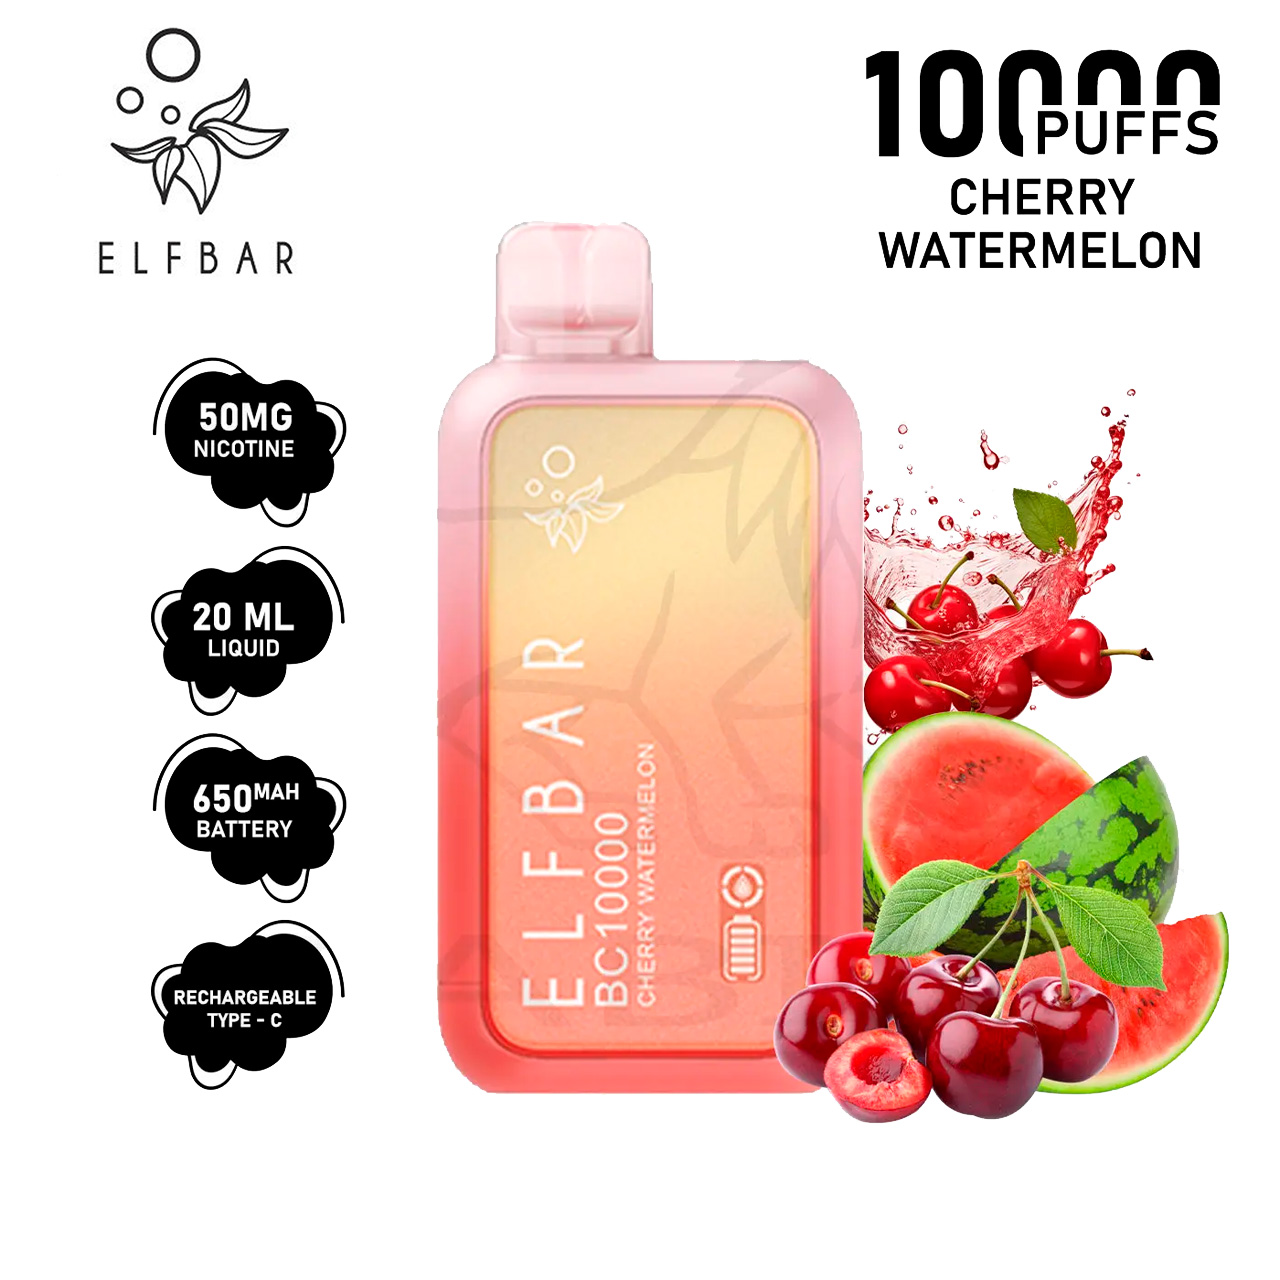 ELFBAR
10000
PUFFS
CHERRY
WATERMELON
50MG
NICOTINE
20 ML
LIQUID
650MAH
BATTERY
RECHARGEABLE
TYPE - C
ELFBAR
BC10000
CHERRY WATERMELON